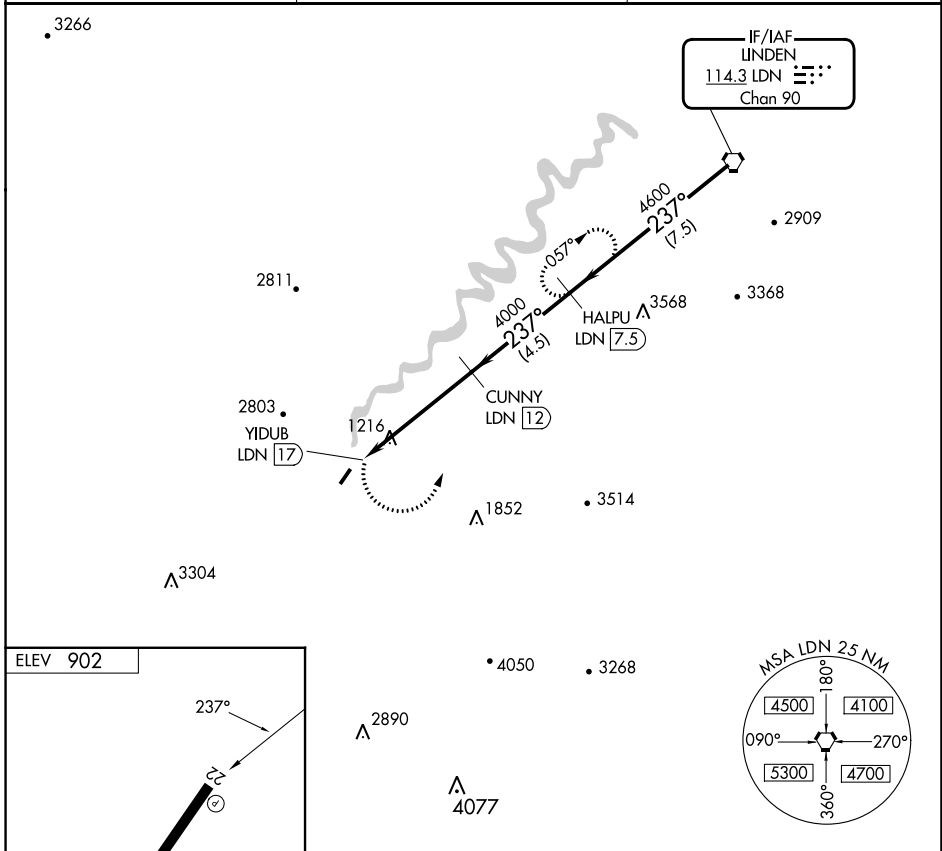 3266
IF/IAF
LINDEN
114.3 LDN
Chan 90
4600
237°
(7.5)
2909
057°
2811
3568
3368
HALPU
LDN 7.5
4000
237°
(4.5)
CUNNY
LDN 12
2803
1216
YIDUB
LDN 17
1852
3514
3304
ELEV 902
237°
22
P
4050
3268
2890
4077
MSA LDN 25 NM
180°
4500
4100
090°
270°
5300
4700
360°